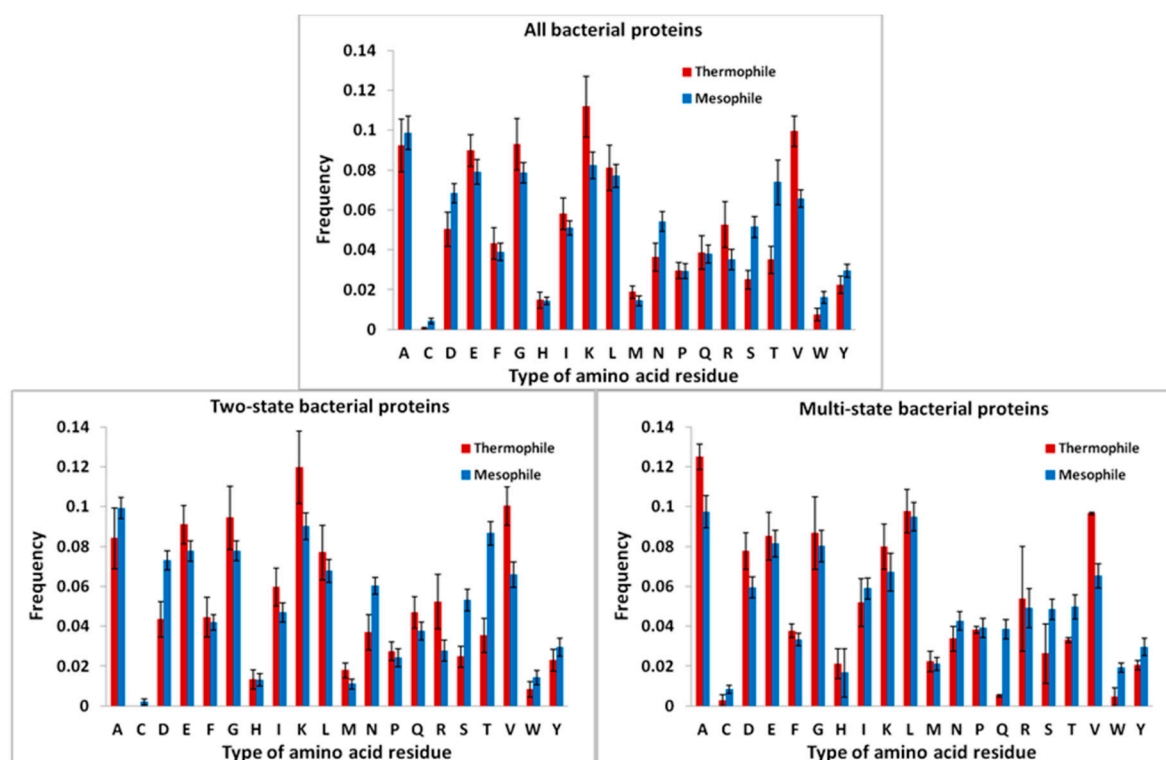 All bacterial proteins
0.14
0.12
0.1
0.08
0.06
0.04
0.02
0
Frequency
Thermophile
Mesophile
A C D E F G H I K L M N P Q R S T V W Y
Type of amino acid residue
Two-state bacterial proteins
0.14
0.12
0.1
0.08
0.06
0.04
0.02
0
Frequency
Thermophile
Mesophile
A C D E F G H I K L M N P Q R S T V W Y
Type of amino acid residue
Multi-state bacterial proteins
0.14
0.12
0.1
0.08
0.06
0.04
0.02
0
Frequency
Thermophile
Mesophile
A C D E F G H I K L M N P Q R S T V W Y
Type of amino acid residue